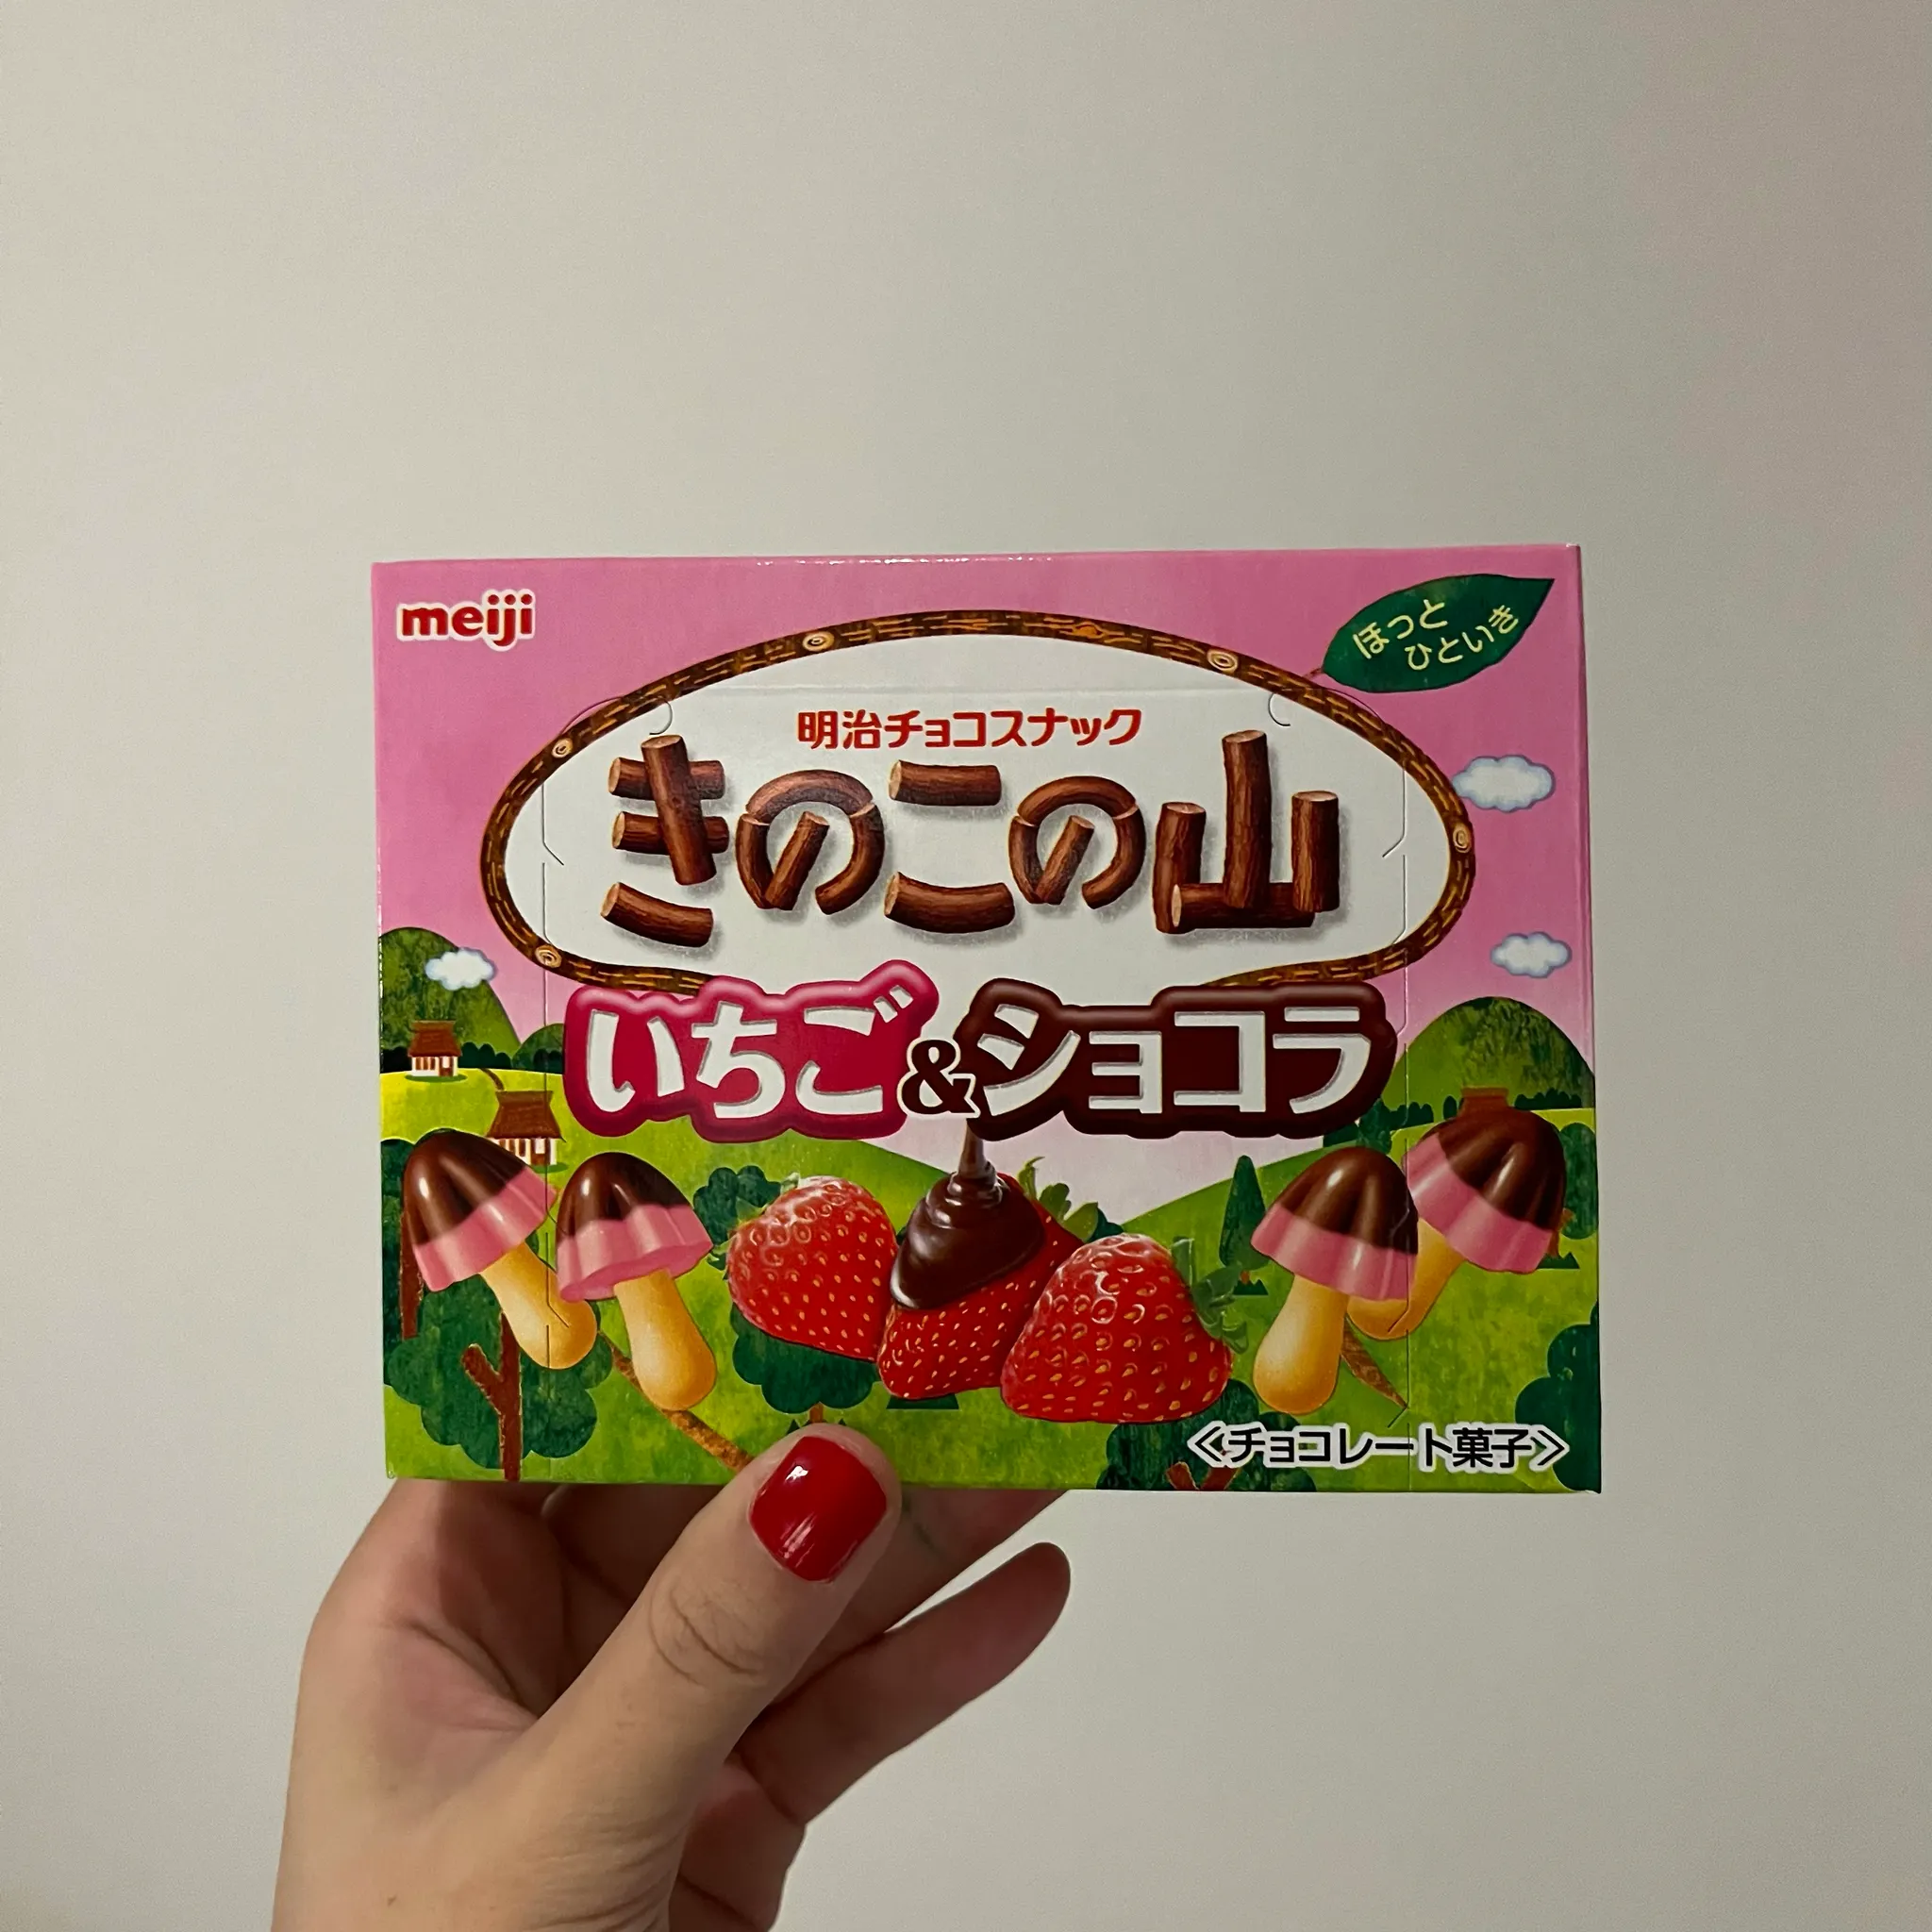 meiji
ほっと
ひといき
明治チョコスナック
きのこの山
いちご&ショコラ
<チョコレート菓子>